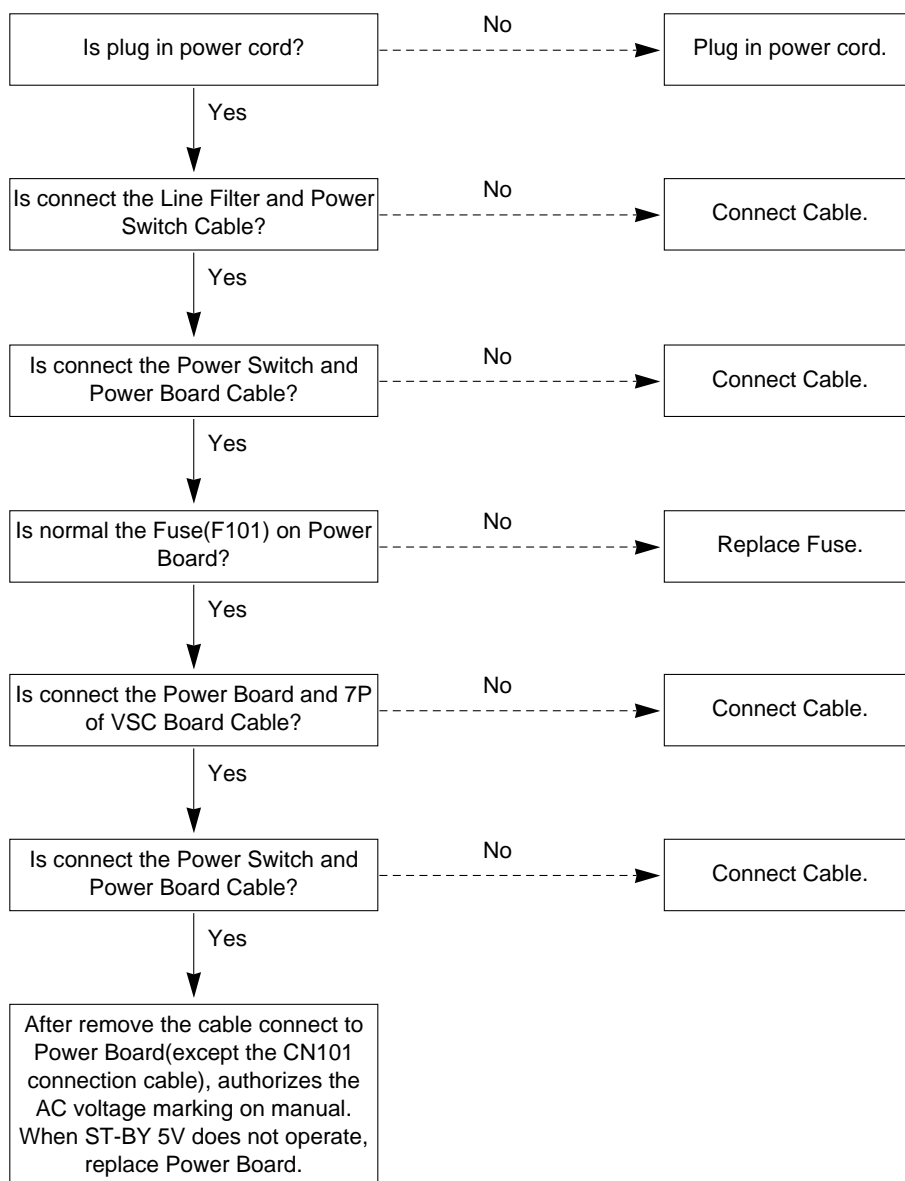 Is plug in power cord?
No
Plug in power cord.
Yes
Is connect the Line Filter and Power
Switch Cable?
No
Connect Cable.
Yes
Is connect the Power Switch and
Power Board Cable?
No
Connect Cable.
Yes
Is normal the Fuse(F101) on Power
Board?
No
Replace Fuse.
Yes
Is connect the Power Board and 7P
of VSC Board Cable?
No
Connect Cable.
Yes
Is connect the Power Switch and
Power Board Cable?
No
Connect Cable.
Yes
After remove the cable connect to
Power Board(except the CN101
connection cable), authorizes the
AC voltage marking on manual.
When ST-BY 5V does not operate,
replace Power Board.